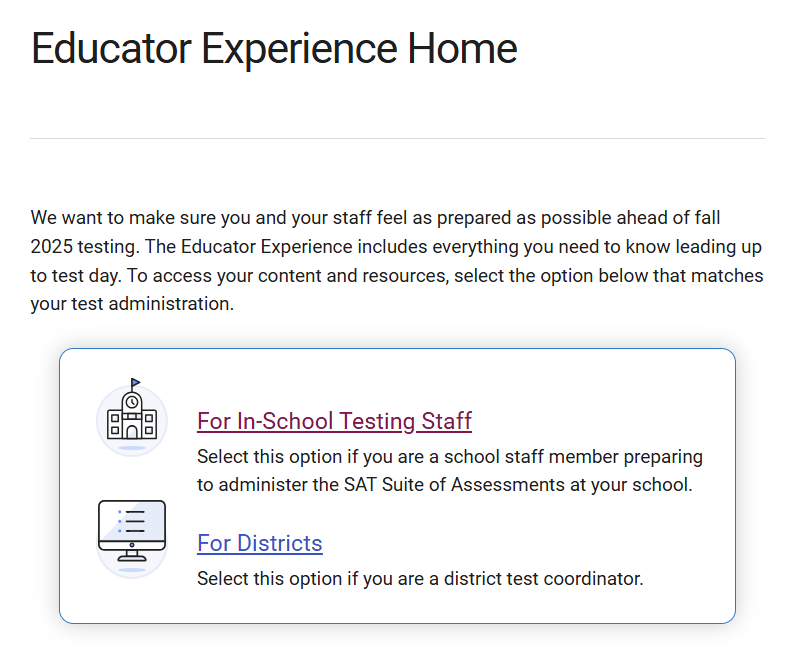 Educator Experience Home
We want to make sure you and your staff feel as prepared as possible ahead of fall
2025 testing. The Educator Experience includes everything you need to know leading up
to test day. To access your content and resources, select the option below that matches
your test administration.
For In-School Testing Staff
Select this option if you are a school staff member preparing
to administer the SAT Suite of Assessments at your school.
For Districts
Select this option if you are a district test coordinator.